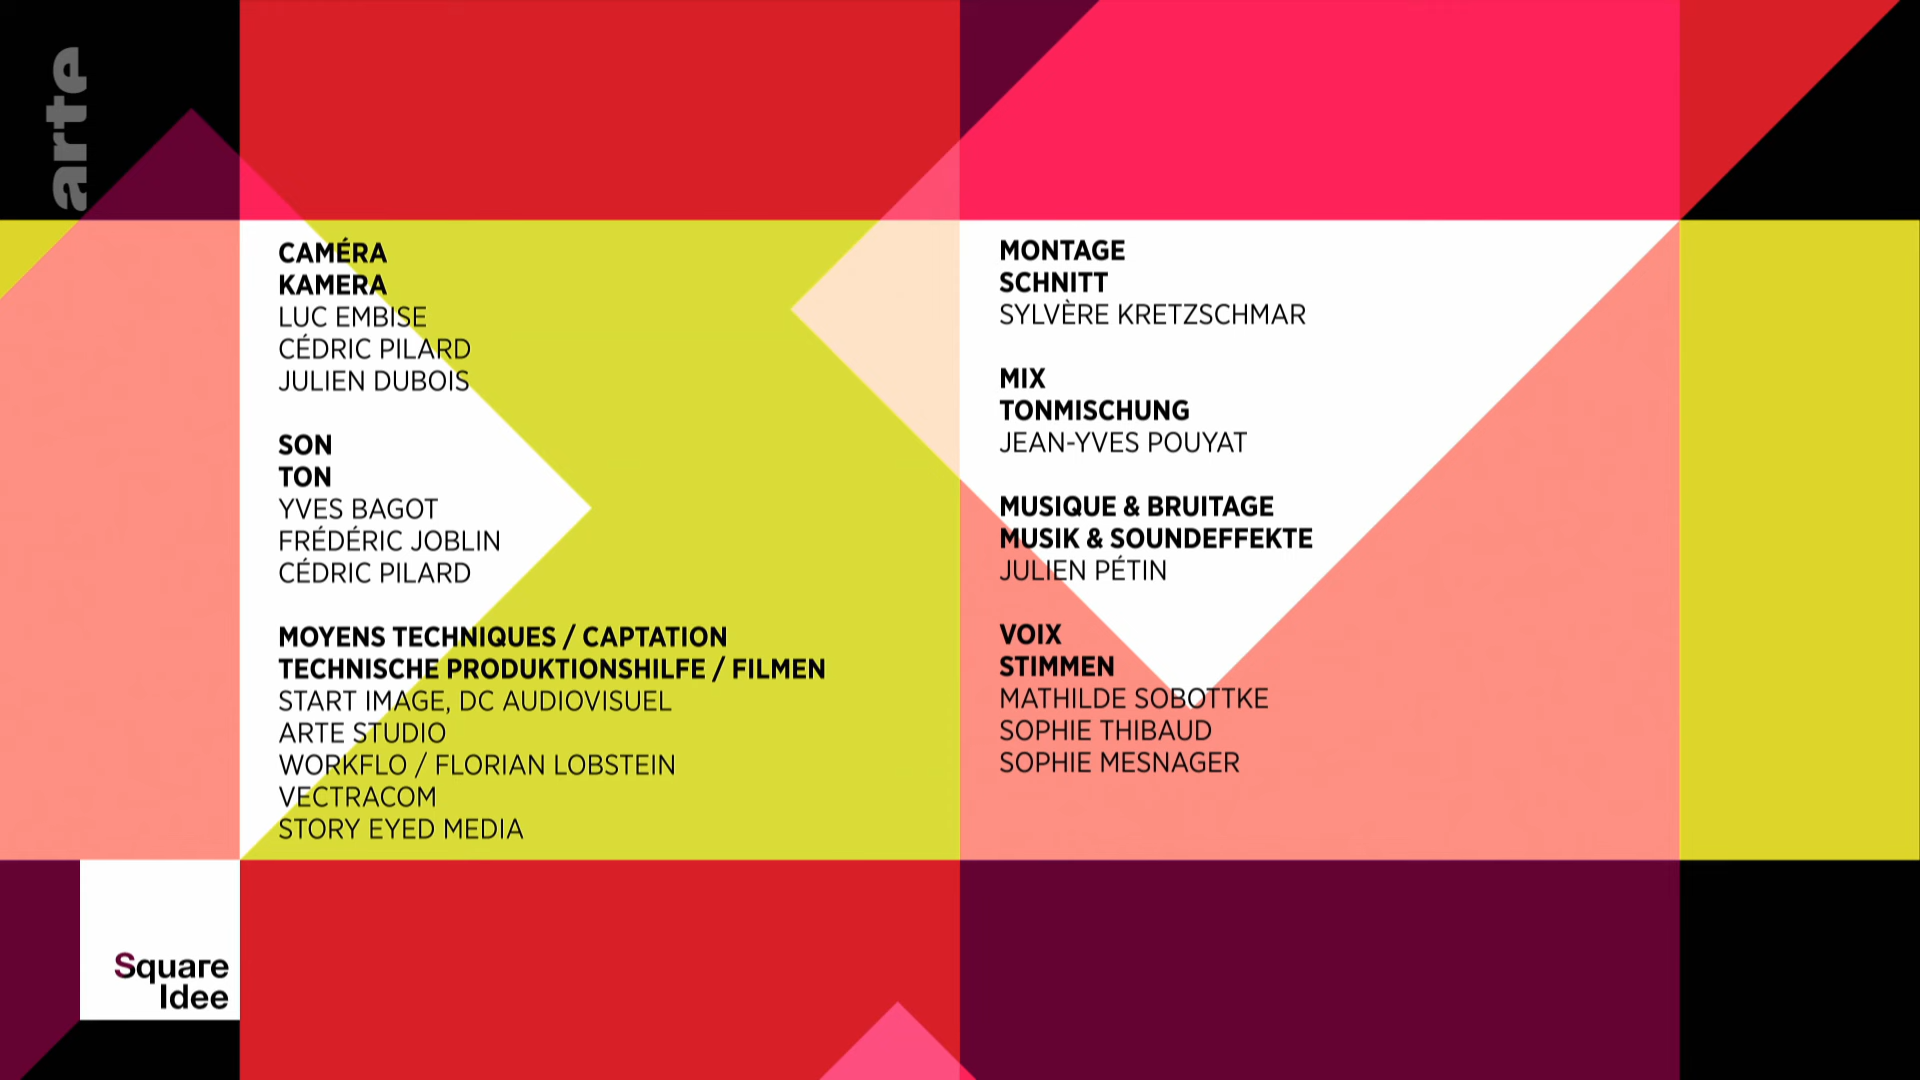 arte
CAMÉRA
KAMERA
LUC EMBISE
CÉDRIC PILARD
JULIEN DUBOIS
SON
TON
YVES BAGOT
FRÉDÉRIC JOBLIN
CÉDRIC PILARD
MOYENS TECHNIQUES / CAPTATION
TECHNISCHE PRODUKTIONSHILFE / FILMEN
START IMAGE, DC AUDIOVISUEL
ARTE STUDIO
WORKFLO / FLORIAN LOBSTEIN
VECTRACOM
STORY EYED MEDIA
MONTAGE
SCHNITT
SYLVÈRE KRETZSCHMAR
MIX
TONMISCHUNG
JEAN-YVES POUYAT
MUSIQUE & BRUITAGE
MUSIK & SOUNDEFFEKTE
JULIEN PÉTIN
VOIX
STIMMEN
MATHILDE SOBOTTKE
SOPHIE THIBAUD
SOPHIE MESNAGER
Square
Idee